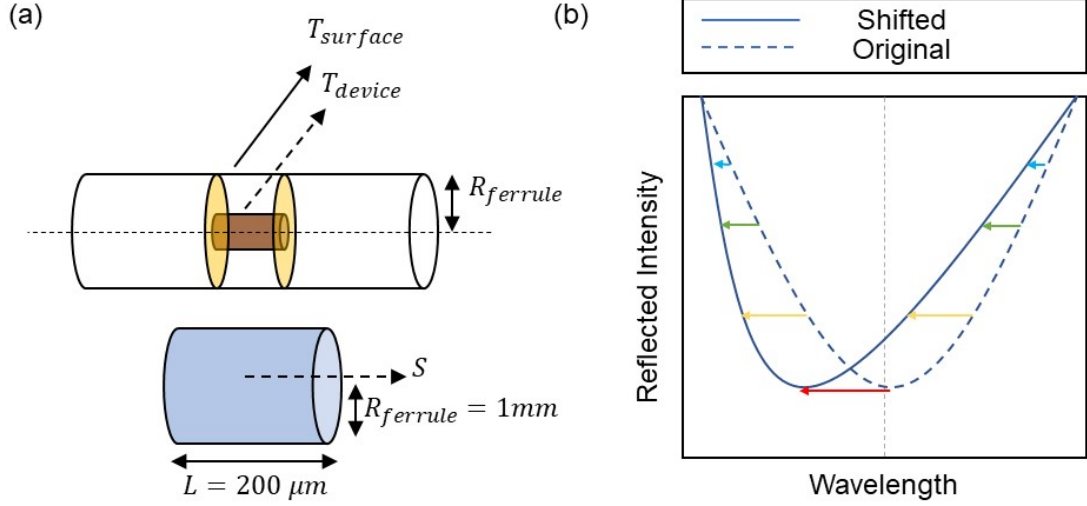 (a)
T_surface
T_device
R_ferrule
S
R_ferrule = 1mm
L = 200 μm
(b)
Shifted
Original
Reflected Intensity
Wavelength